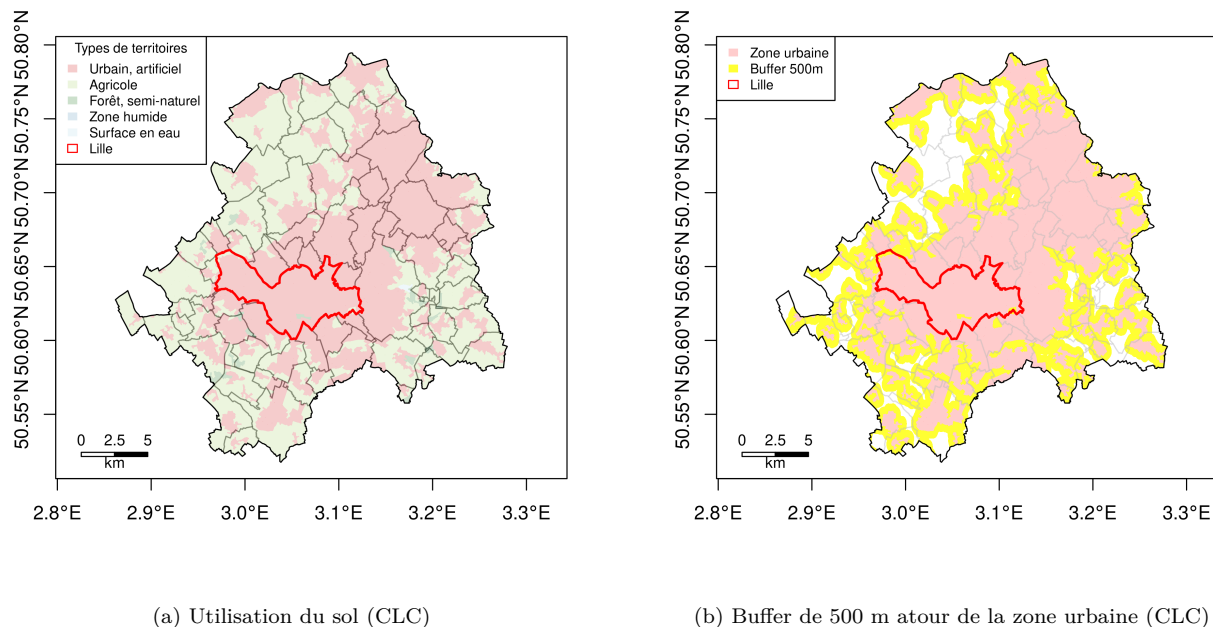 50.80°N
50.75°N
50.70°N
50.65°N
50.60°N
50.55°N
Types de territoires
Urbain, artificiel
Agricole
Forêt, semi-naturel
Zone humide
Surface en eau
Lille
0 2.5 5
km
2.8°E 2.9°E 3.0°E 3.1°E 3.2°E 3.3°E
(a) Utilisation du sol (CLC)
50.80°N
50.75°N
50.70°N
50.65°N
50.60°N
50.55°N
Zone urbaine
Buffer 500m
Lille
0 2.5 5
km
2.8°E 2.9°E 3.0°E 3.1°E 3.2°E 3.3°E
(b) Buffer de 500 m atour de la zone urbaine (CLC)